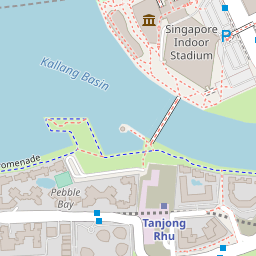 Singapore
Indoor
Stadium
P
Kallang Basin
omenade
Pebble
Bay
Tanjong
Rhu